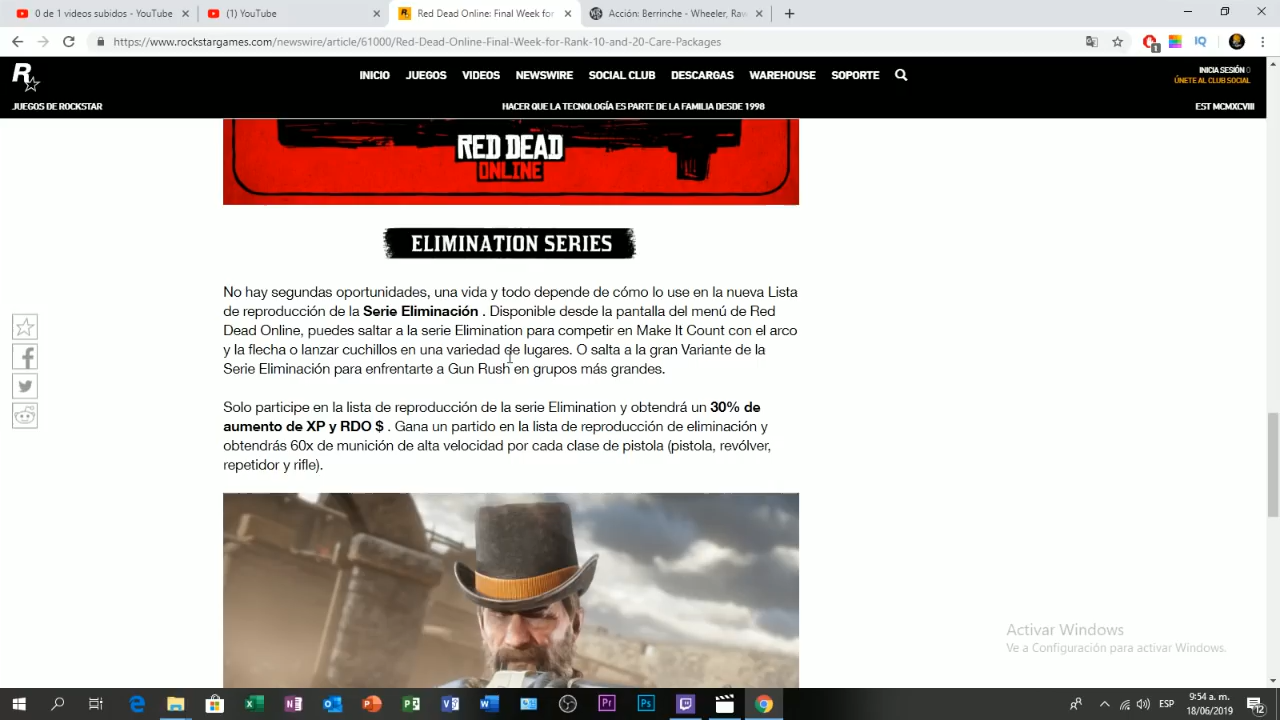 0 de 1 videos subidos - YouTube
(1) YouTube
Red Dead Online: Final Week for
Acción: Berrinche - Wheeler, Raw
https://www.rockstargames.com/newswire/article/61000/Red-Dead-Online-Final-Week-for-Rank-10-and-20-Care-Packages
1
IQ
R
INICIO JUEGOS VIDEOS NEWSWIRE SOCIAL CLUB DESCARGAS WAREHOUSE SOPORTE
INICIA SESIÓN
ÚNETE AL CLUB SOCIAL
JUEGOS DE ROCKSTAR
HACER QUE LA TECNOLOGÍA ES PARTE DE LA FAMILIA DESDE 1998
EST MCMXCVIII
RED DEAD
ONLINE
ELIMINATION SERIES
No hay segundas oportunidades, una vida y todo depende de cómo lo use en la nueva Lista
de reproducción de la Serie Eliminación . Disponible desde la pantalla del menú de Red
Dead Online, puedes saltar a la serie Elimination para competir en Make It Count con el arco
y la flecha o lanzar cuchillos en una variedad de lugares. O salta a la gran Variante de la
Serie Eliminación para enfrentarte a Gun Rush en grupos más grandes.
Solo participe en la lista de reproducción de la serie Elimination y obtendrá un 30% de
aumento de XP y RDO $ . Gana un partido en la lista de reproducción de eliminación y
obtendrás 60x de munición de alta velocidad por cada clase de pistola (pistola, revólver,
repetidor y rifle).
Activar Windows
Ve a Configuración para activar Windows.
ESP
9:54 a. m.
18/06/2019
12